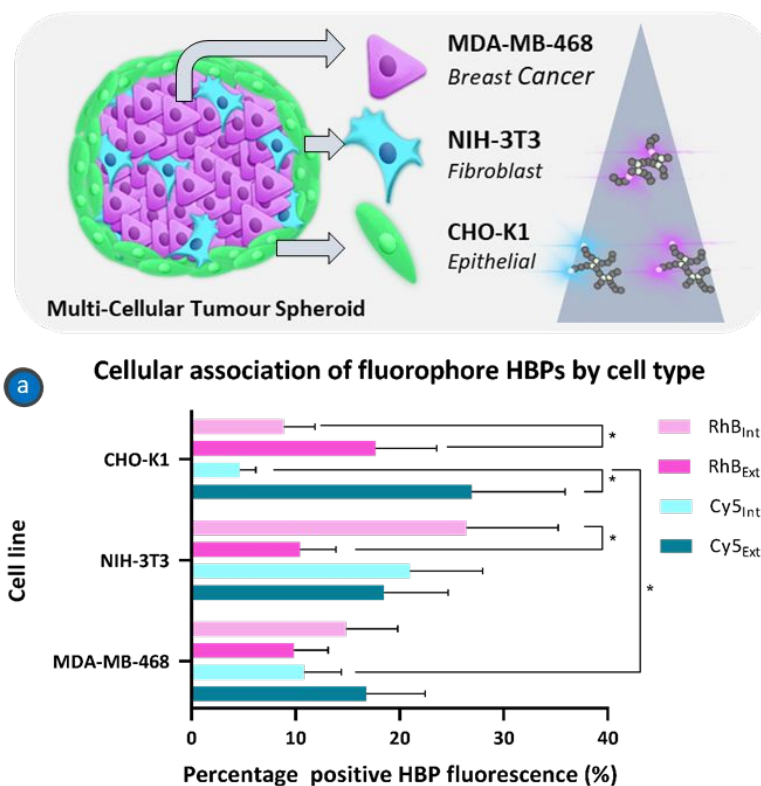 MDA-MB-468
Breast Cancer
NIH-3T3
Fibroblast
CHO-K1
Epithelial
Multi-Cellular Tumour Spheroid
a
Cellular association of fluorophore HBPs by cell type
Cell line
CHO-K1
NIH-3T3
MDA-MB-468
*
*
*
*
RhBInt
RhBExt
Cy5Int
Cy5Ext
0 10 20 30 40
Percentage positive HBP fluorescence (%)